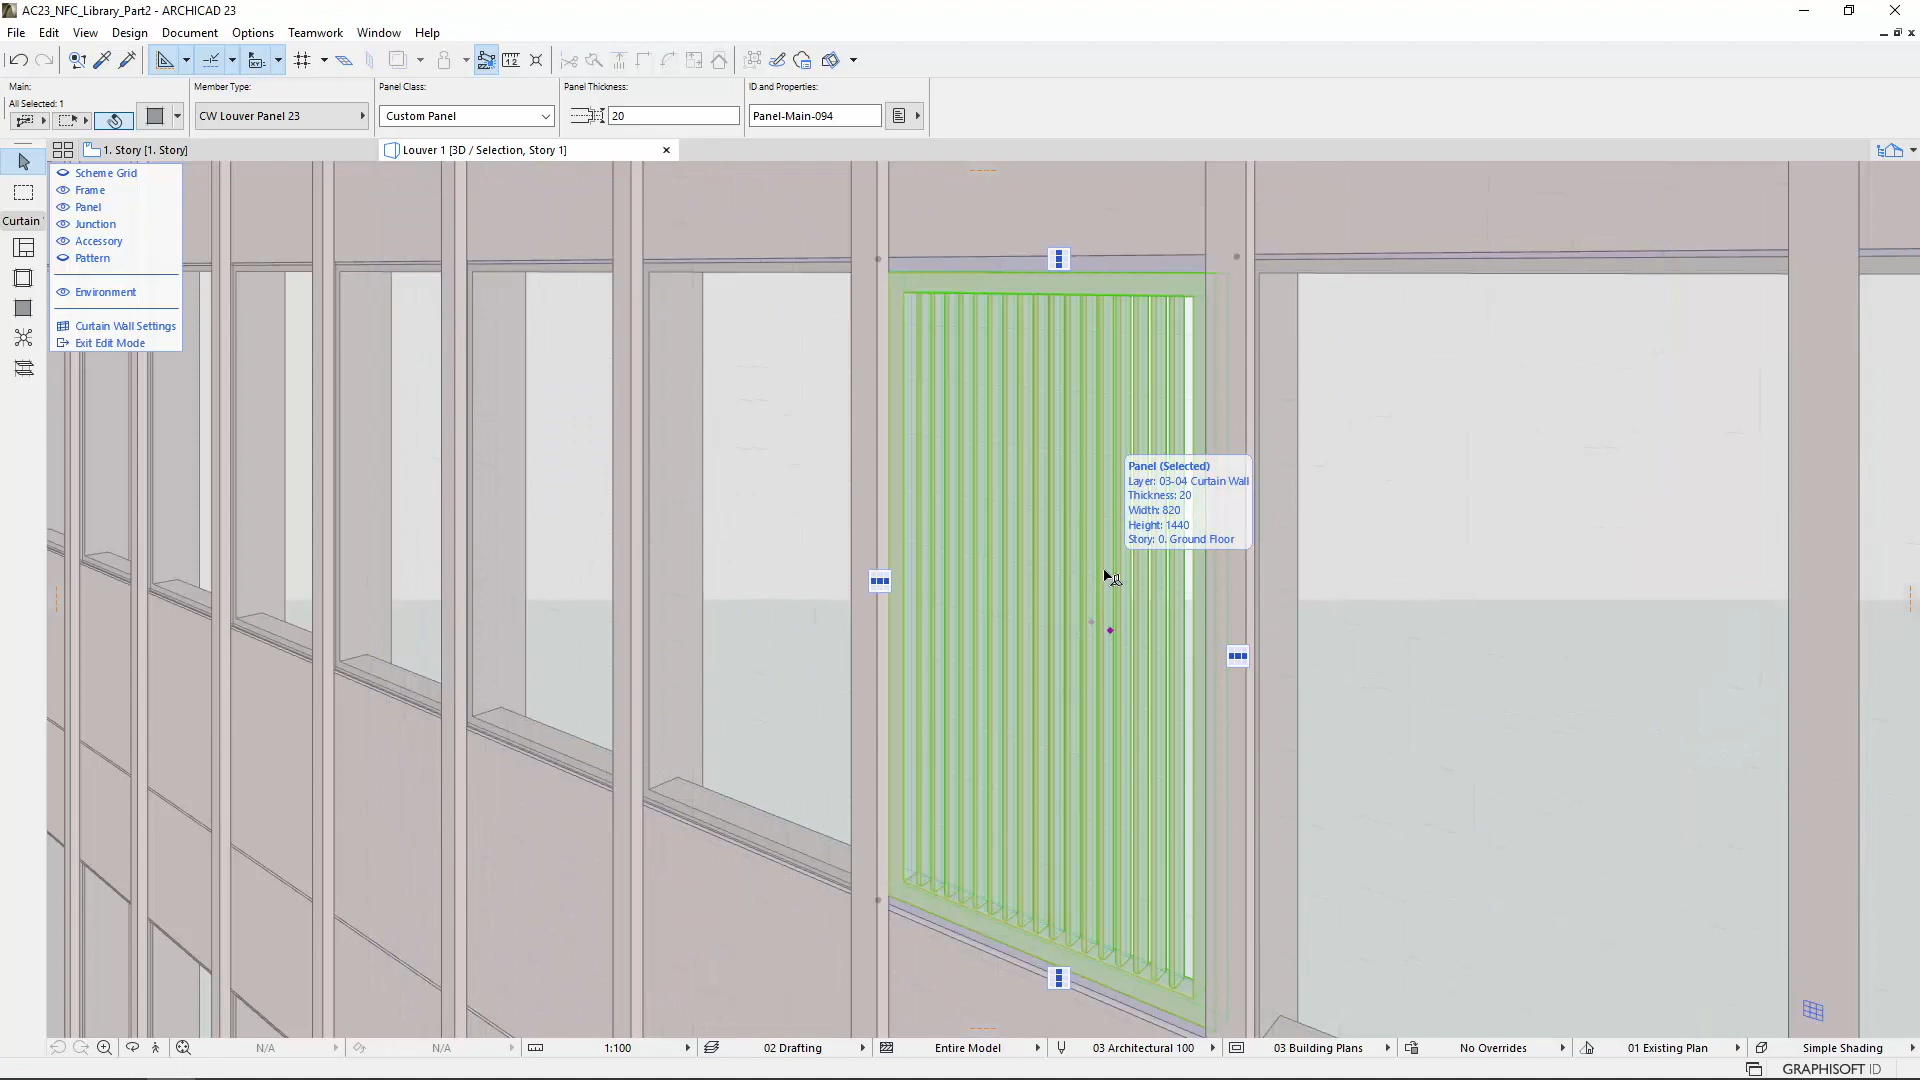 AC23_NFC_Library_Part2 - ARCHICAD 23
File Edit View Design Document Options Teamwork Window Help
Main:
All Selected: 1
Member Type:
CW Louver Panel 23
Panel Class:
Custom Panel
Panel Thickness:
20
ID and Properties:
Panel-Main-094
1. Story [1. Story]
Louver 1 [3D / Selection, Story 1]
Scheme Grid
Frame
Panel
Junction
Accessory
Pattern
Environment
Curtain Wall Settings
Exit Edit Mode
Curtain
Panel (Selected)
Layer: 03-04 Curtain Wall
Thickness: 20
Width: 820
Height: 1440
Story: 0. Ground Floor
N/A N/A 1:100 02 Drafting Entire Model 03 Architectural 100 03 Building Plans No Overrides 01 Existing Plan Simple Shading
GRAPHISOFT ID